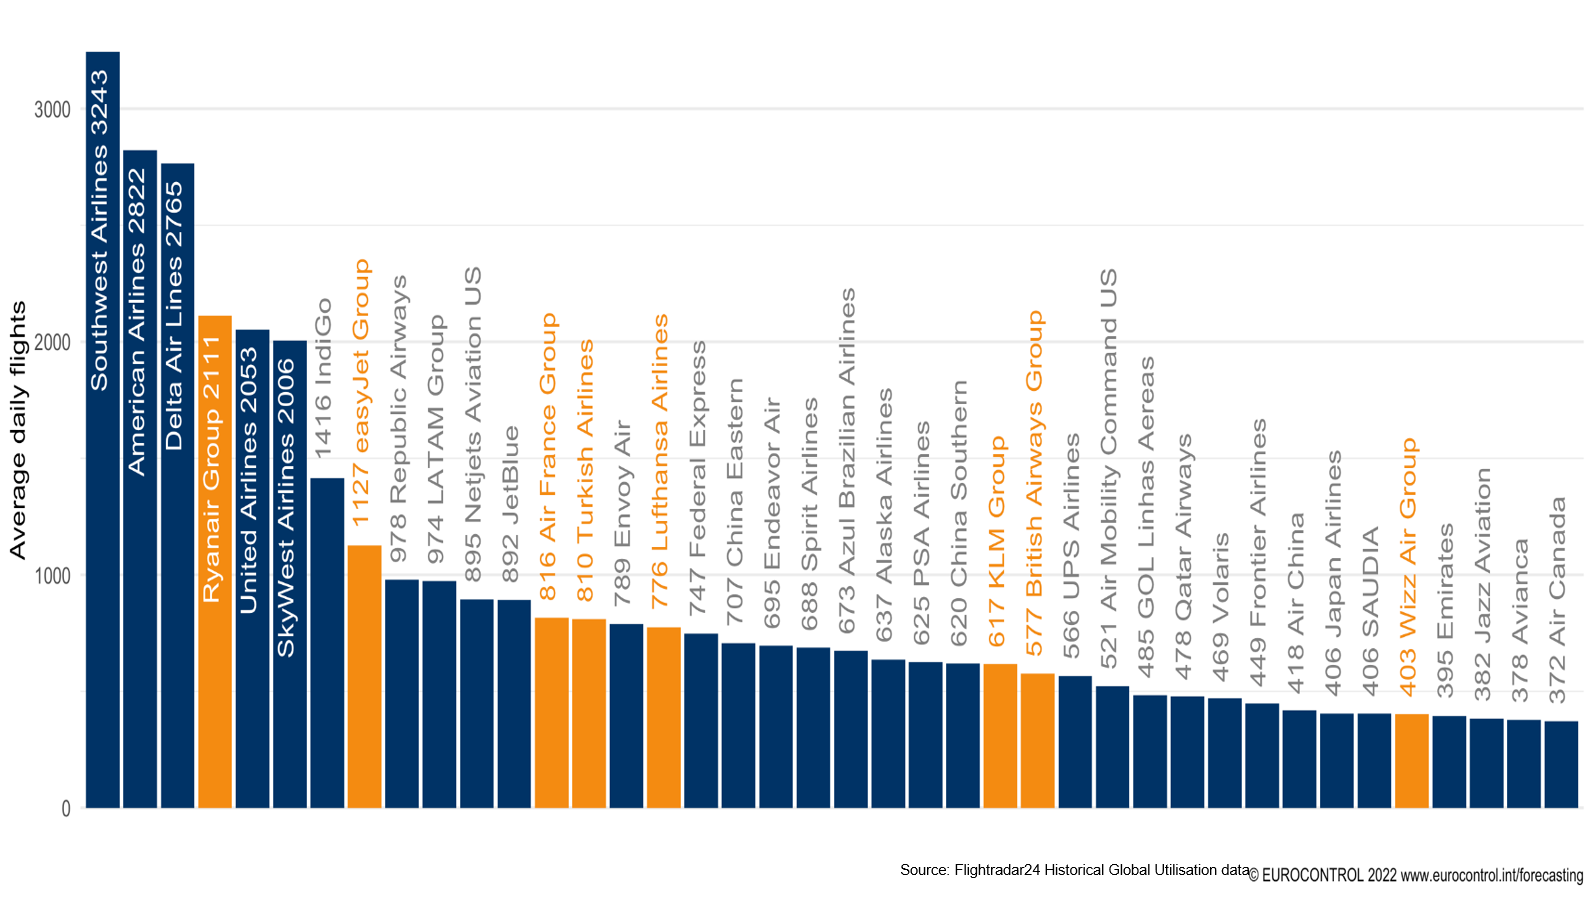 Average daily flights
3000
2000
1000
0
Southwest Airlines 3243
American Airlines 2822
Delta Air Lines 2765
Ryanair Group 2111
United Airlines 2053
SkyWest Airlines 2006
1416 IndiGo
1127 easyJet Group
978 Republic Airways
974 LATAM Group
895 Netjets Aviation US
892 JetBlue
816 Air France Group
810 Turkish Airlines
789 Envoy Air
776 Lufthansa Airlines
747 Federal Express
707 China Eastern
695 Endeavor Air
688 Spirit Airlines
673 Azul Brazilian Airlines
637 Alaska Airlines
625 PSA Airlines
620 China Southern
617 KLM Group
577 British Airways Group
566 UPS Airlines
521 Air Mobility Command US
485 GOL Linhas Aereas
478 Qatar Airways
469 Volaris
449 Frontier Airlines
418 Air China
406 Japan Airlines
406 SAUDIA
403 Wizz Air Group
395 Emirates
382 Jazz Aviation
378 Avianca
372 Air Canada
Source: Flightradar24 Historical Global Utilisation data
© EUROCONTROL 2022 www.eurocontrol.int/forecasting